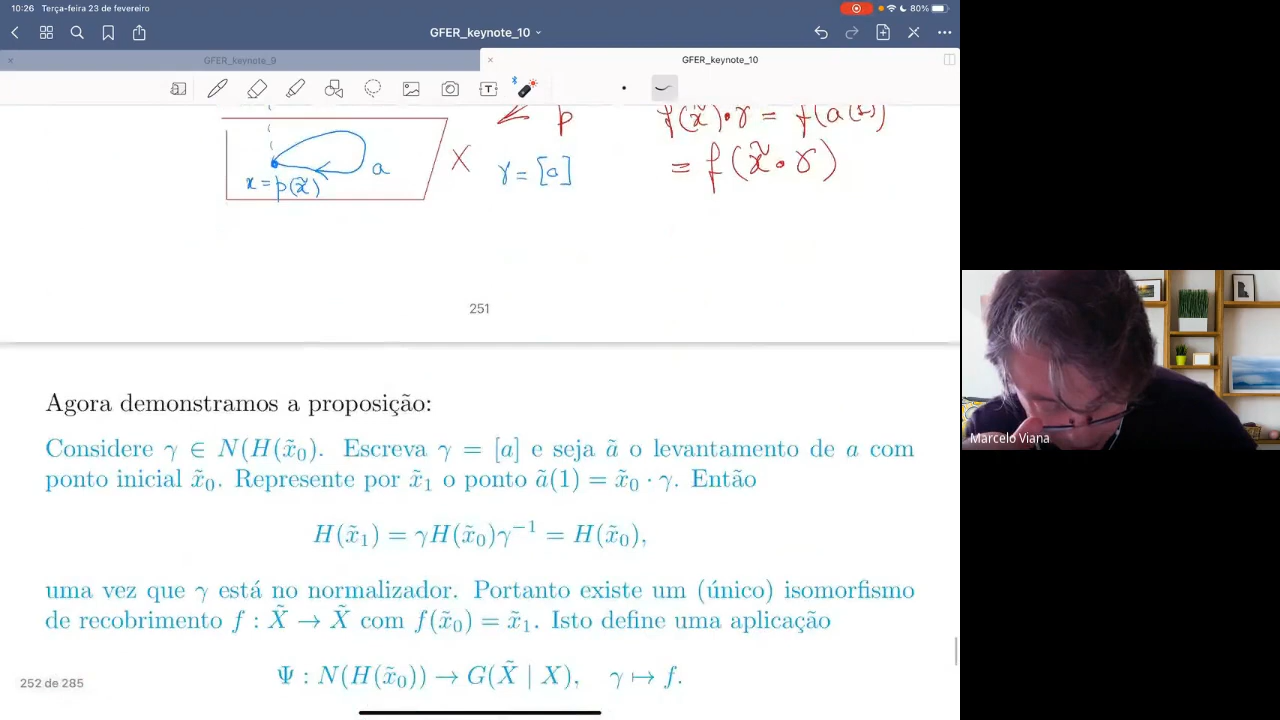 10:26 Terça-feira 23 de fevereiro
80%
GFER_keynote_10
GFER_keynote_9
GFER_keynote_10
p
f(x̃)·γ = f(a(1))
X
a
γ = [a]
= f(x̃·γ)
x = p(x̃)
251
Agora demonstramos a proposição:
Considere γ ∈ N(H(x̃₀). Escreva γ = [a] e seja ã o levantamento de a com
ponto inicial x̃₀. Represente por x̃₁ o ponto ã(1) = x̃₀ · γ. Então
H(x̃₁) = γH(x̃₀)γ⁻¹ = H(x̃₀),
uma vez que γ está no normalizador. Portanto existe um (único) isomorfismo
de recobrimento f : X̃ → X̃ com f(x̃₀) = x̃₁. Isto define uma aplicação
Ψ : N(H(x̃₀)) → G(X̃ | X), γ ↦ f.
252 de 285
Marcelo Viana